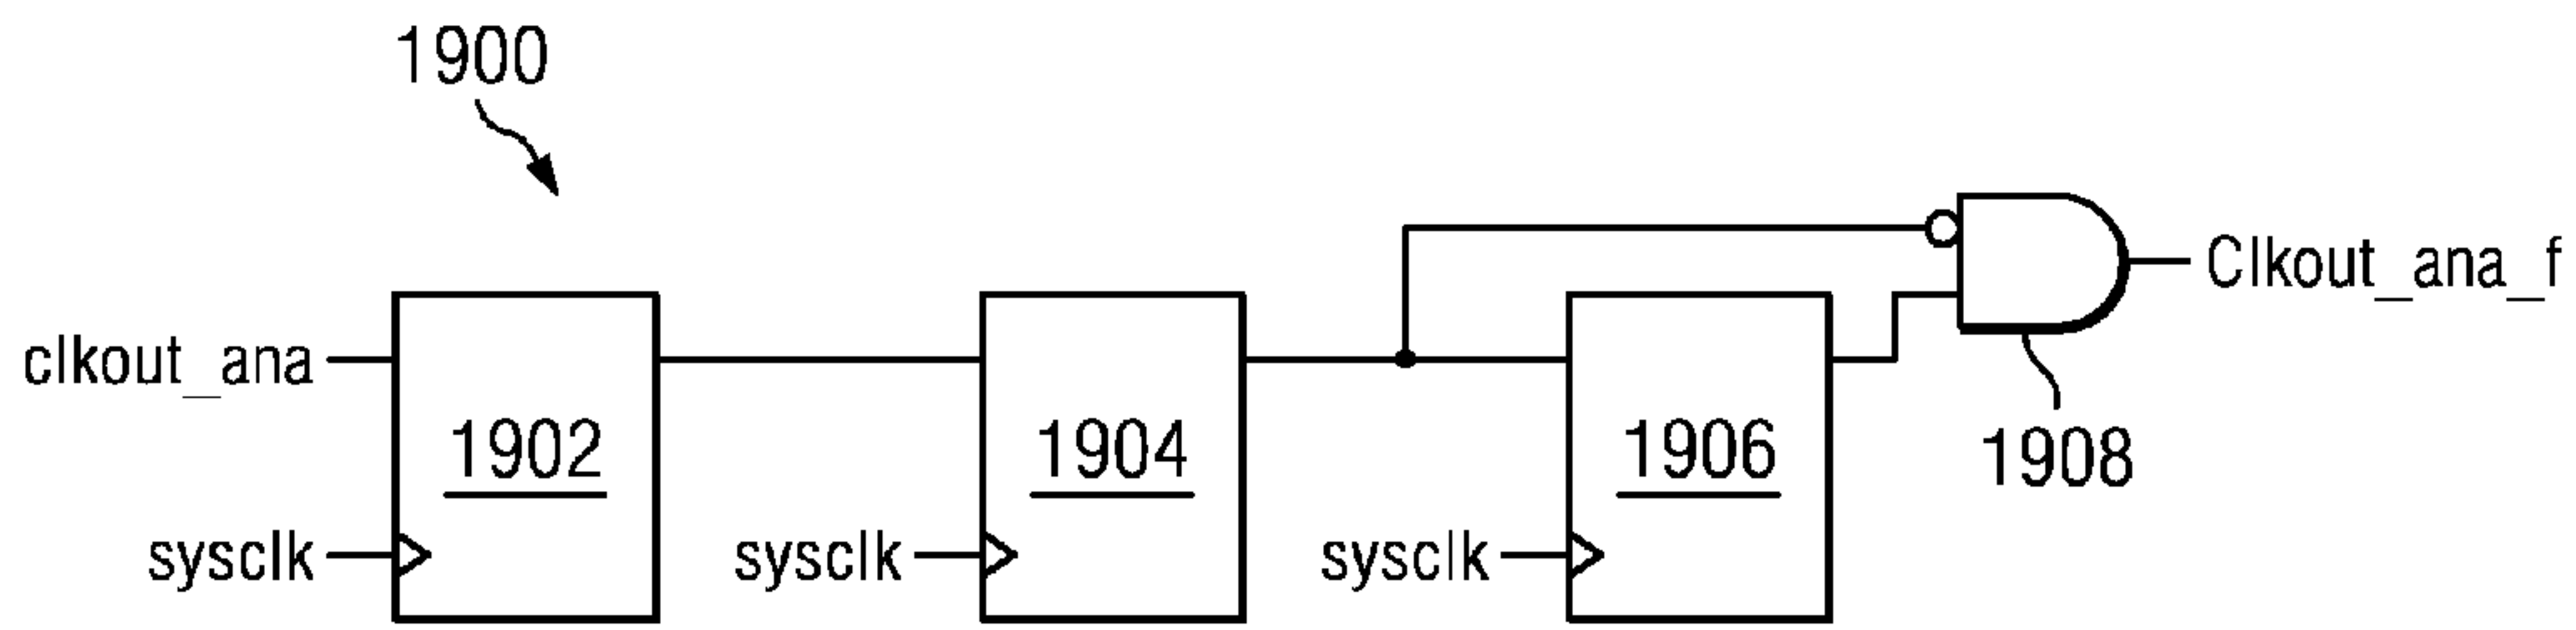 1900
Clkout_ana_f
clkout_ana
1902
1904
1906
1908
sysclk
sysclk
sysclk